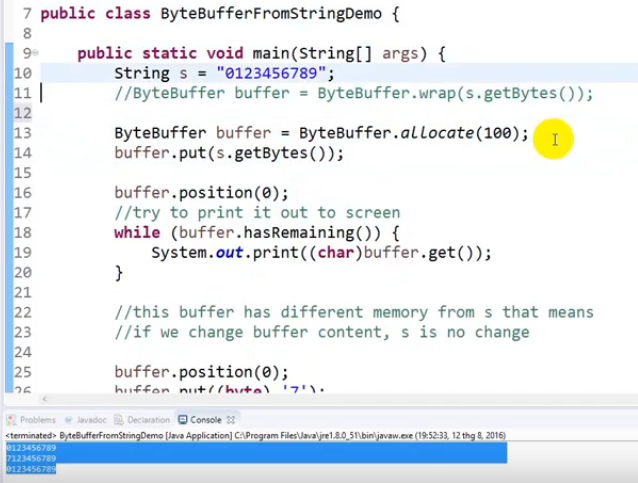 7 public class ByteBufferFromStringDemo {
8
9 public static void main(String[] args) {
10 String s = "0123456789";
11 //ByteBuffer buffer = ByteBuffer.wrap(s.getBytes());
12
13 ByteBuffer buffer = ByteBuffer.allocate(100);
14 buffer.put(s.getBytes());
15
16 buffer.position(0);
17 //try to print it out to screen
18 while (buffer.hasRemaining()) {
19 System.out.print((char)buffer.get());
20 }
21
22 //this buffer has different memory from s that means
23 //if we change buffer content, s is no change
24
25 buffer.position(0);
26 buffer.put((byte) '7');
Problems Javadoc Declaration Console
<terminated> ByteBufferFromStringDemo [Java Application] C:\Program Files\Java\jre1.8.0_51\bin\javaw.exe (19:52:33, 12 thg 8, 2016)
0123456789
7123456789
0123456789